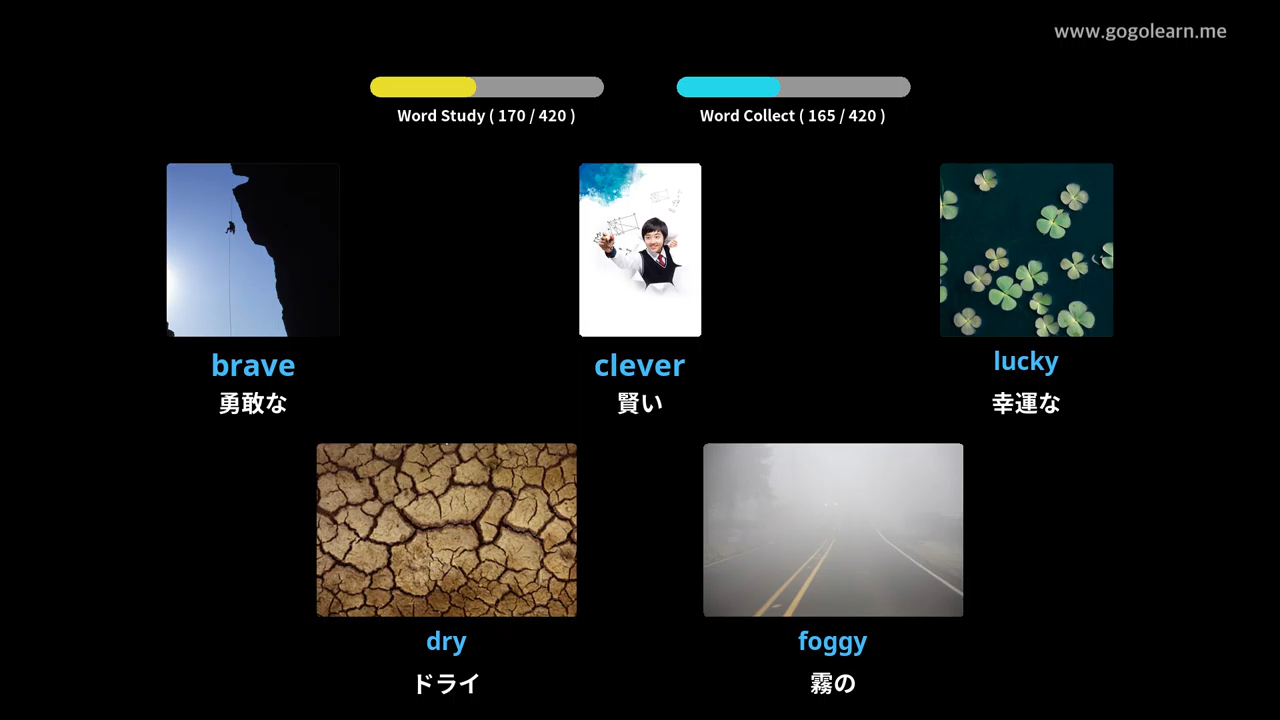 www.gogolearn.me
Word Study ( 170 / 420 )
Word Collect ( 165 / 420 )
brave
勇敢な
clever
賢い
lucky
幸運な
dry
ドライ
foggy
霧の